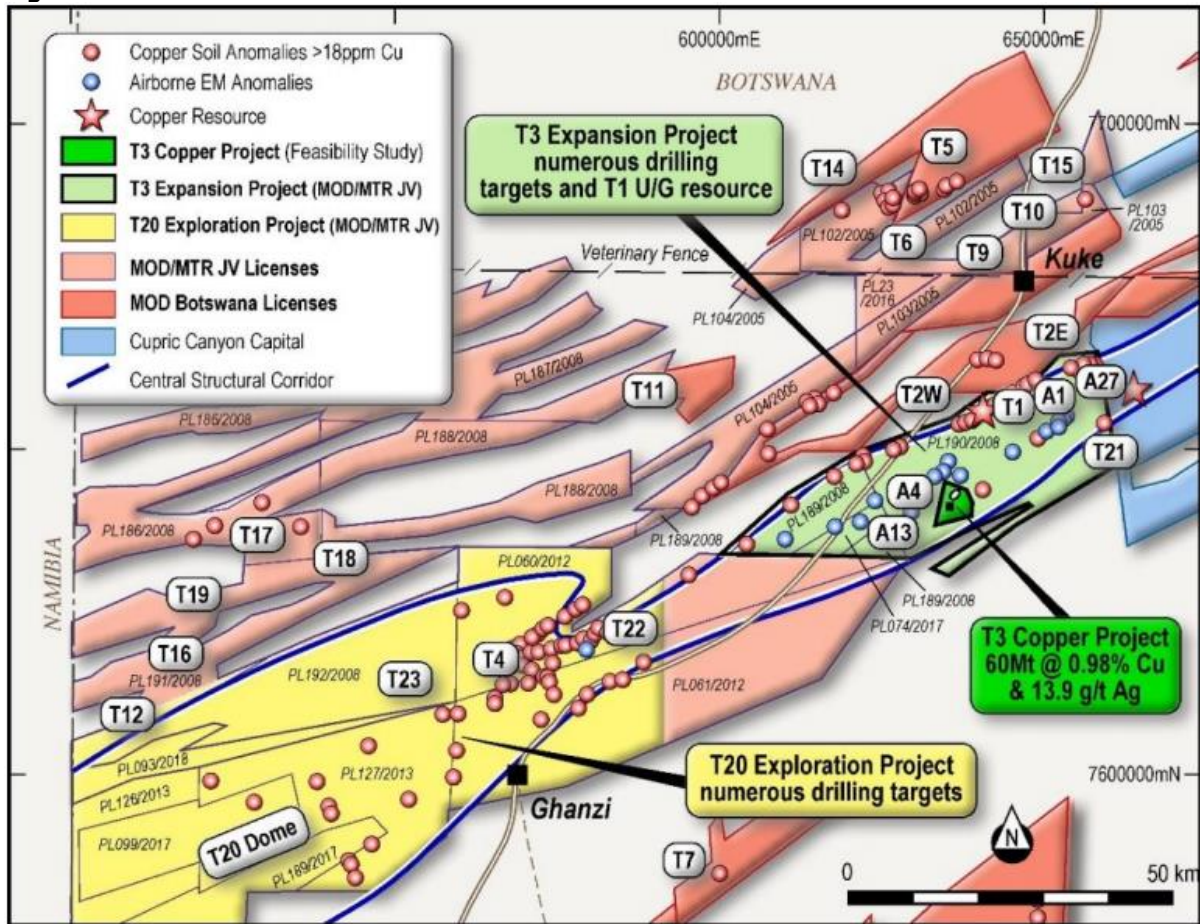 600000mE
650000mE
7700000mN
7600000mN
Copper Soil Anomalies >18ppm Cu
Airborne EM Anomalies
Copper Resource
T3 Copper Project (Feasibility Study)
T3 Expansion Project (MOD/MTR JV)
T20 Exploration Project (MOD/MTR JV)
MOD/MTR JV Licenses
MOD Botswana Licenses
Cupric Canyon Capital
Central Structural Corridor
BOTSWANA
T3 Expansion Project
numerous drilling
targets and T1 U/G resource
T14
T5
T15
PL102/2005
PL102/2005
T10
PL103
/2005
T6
T9
Veterinary Fence
Kuke
PL23
/2016
PL103/2005
PL104/2005
T2E
PL187/2008
T11
T2W
T1
A1
A27
PL104/2005
PL188/2008
PL190/2008
T21
PL188/2008
A4
PL189/2008
PL186/2008
T17
A13
PL189/2008
T18
PL060/2012
PL189/2008
PL074/2017
NAMIBIA
T19
T16
PL191/2008
T22
T4
T3 Copper Project
60Mt @ 0.98% Cu
& 13.9 g/t Ag
PL192/2008
T23
PL061/2012
T12
PL093/2018
PL127/2013
PL126/2013
T20 Exploration Project
numerous drilling targets
Ghanzi
T20 Dome
PL099/2017
PL189/2017
T7
N
0
50 km